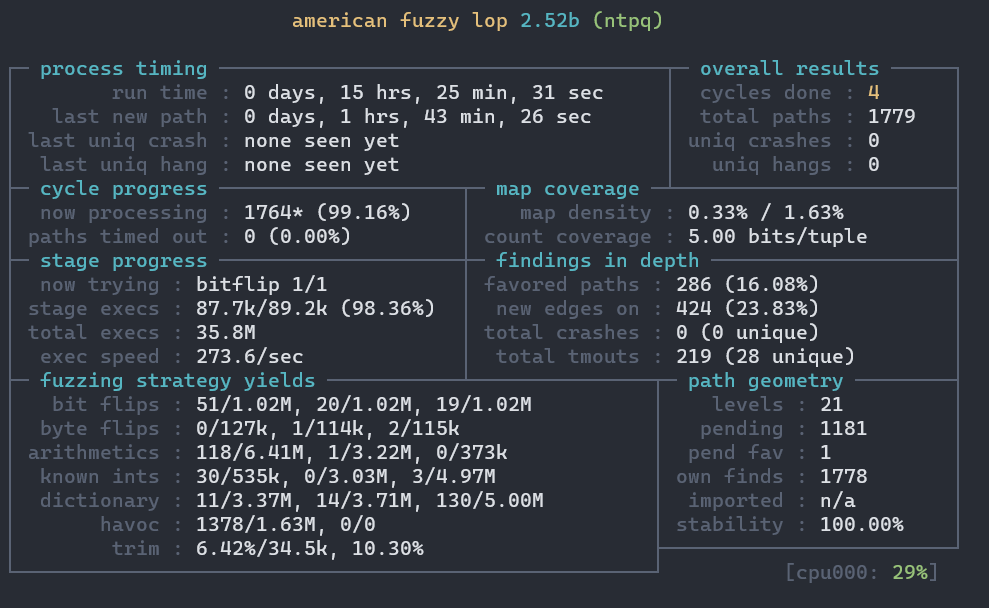 american fuzzy lop 2.52b (ntpq)
process timing overall results
run time : 0 days, 15 hrs, 25 min, 31 sec cycles done : 4
last new path : 0 days, 1 hrs, 43 min, 26 sec total paths : 1779
last uniq crash : none seen yet uniq crashes : 0
last uniq hang : none seen yet uniq hangs : 0
cycle progress map coverage
now processing : 1764* (99.16%) map density : 0.33% / 1.63%
paths timed out : 0 (0.00%) count coverage : 5.00 bits/tuple
stage progress findings in depth
now trying : bitflip 1/1 favored paths : 286 (16.08%)
stage execs : 87.7k/89.2k (98.36%) new edges on : 424 (23.83%)
total execs : 35.8M total crashes : 0 (0 unique)
exec speed : 273.6/sec total tmouts : 219 (28 unique)
fuzzing strategy yields path geometry
bit flips : 51/1.02M, 20/1.02M, 19/1.02M levels : 21
byte flips : 0/127k, 1/114k, 2/115k pending : 1181
arithmetics : 118/6.41M, 1/3.22M, 0/373k pend fav : 1
known ints : 30/535k, 0/3.03M, 3/4.97M own finds : 1778
dictionary : 11/3.37M, 14/3.71M, 130/5.00M imported : n/a
havoc : 1378/1.63M, 0/0 stability : 100.00%
trim : 6.42%/34.5k, 10.30%
[cpu000: 29%]